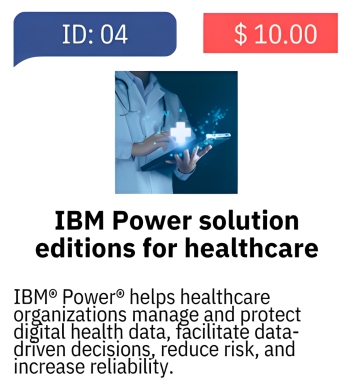 ID: 04
$ 10.00
IBM Power solution
editions for healthcare
IBM® Power® helps healthcare
organizations manage and protect
digital health data, facilitate data-
driven decisions, reduce risk, and
increase reliability.